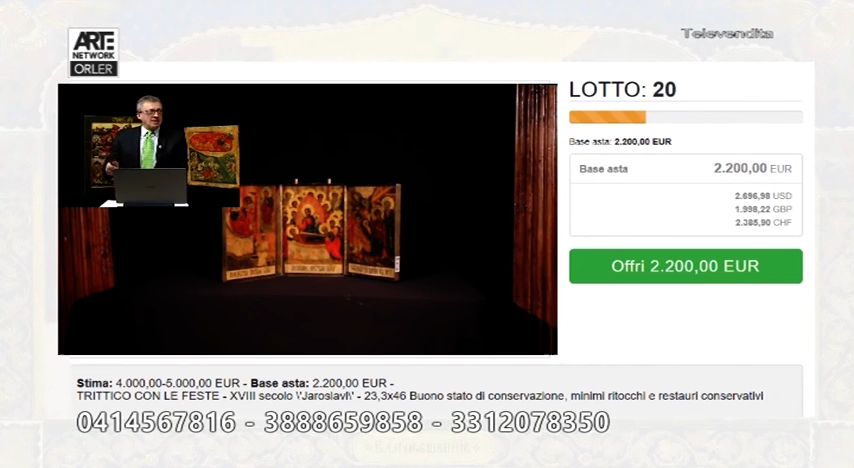 ARTE
NETWORK
ORLER
Televendita
LOTTO: 20
Base asta: 2.200,00 EUR
Base asta 2.200,00 EUR
2.696,98 USD
1.998,22 GBP
2.385,90 CHF
Offri 2.200,00 EUR
Stima: 4.000,00-5.000,00 EUR - Base asta: 2.200,00 EUR -
TRITTICO CON LE FESTE - XVIII secolo \"Jaroslavl\" - 23,3x46 Buono stato di conservazione, minimi ritocchi e restauri conservativi
0414567816 - 3888659858 - 3312078350